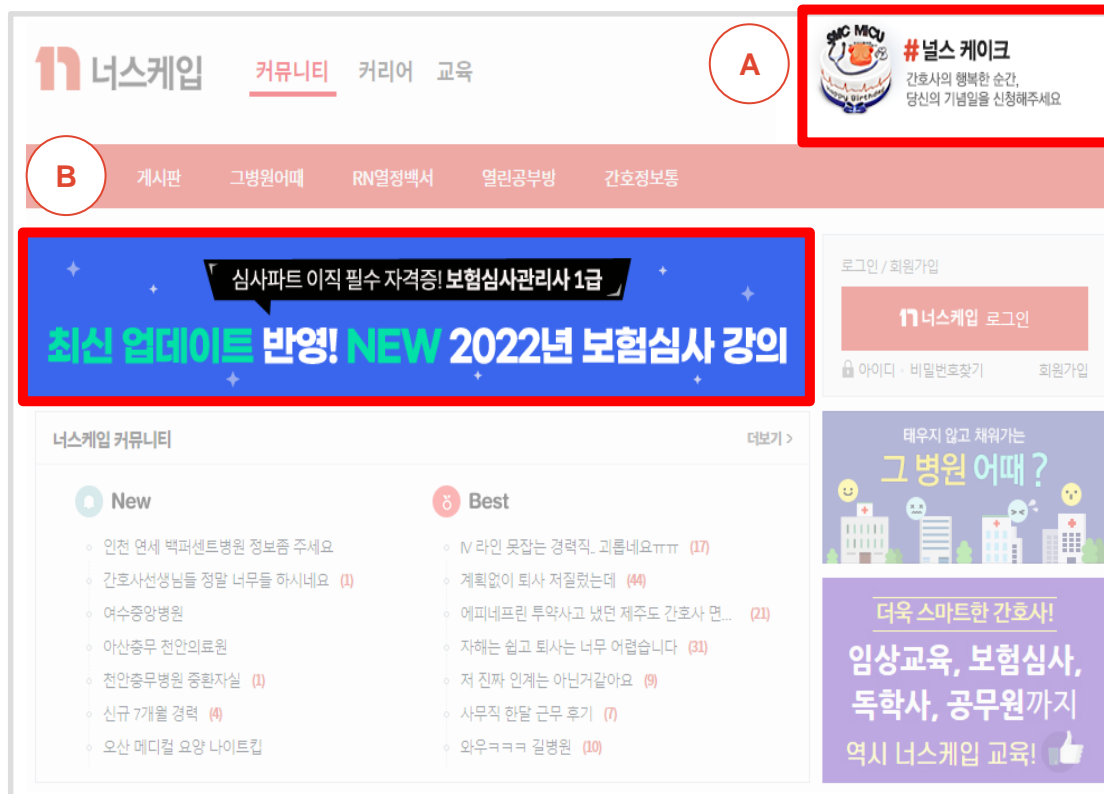 너스케입
커뮤니티 커리어 교육
A
SMC MICU
Happy Birthday
#널스 케이크
간호사의 행복한 순간,
당신의 기념일을 신청해주세요
B
게시판 그병원어때 RN열정백서 열린공부방 간호정보통
심사파트 이직 필수 자격증! 보험심사관리사 1급
최신 업데이트 반영! NEW 2022년 보험심사 강의
로그인 / 회원가입
너스케입 로그인
아이디 · 비밀번호찾기 회원가입
너스케입 커뮤니티 더보기 >
New
인천 연세 백퍼센트병원 정보좀 주세요
간호사선생님들 정말 너무들 하시네요 (1)
여수중앙병원
아산충무 천안의료원
천안충무병원 중환자실 (1)
신규 7개월 경력 (4)
오산 메디컬 요양 나이트킵
Best
IV 라인 못잡는 경력직.. 괴롭네요ㅠㅠ (17)
계획없이 퇴사 저질렀는데 (44)
에피네프린 투약사고 냈던 제주도 간호사 면... (21)
자해는 쉽고 퇴사는 너무 어렵습니다 (31)
저 진짜 인계는 아닌거같아요 (9)
사무직 한달 근무 후기 (7)
와우ㅋㅋㅋ 길병원 (10)
태우지 않고 채워가는
그 병원 어때?
더욱 스마트한 간호사!
임상교육, 보험심사,
독학사, 공무원까지
역시 너스케입 교육!